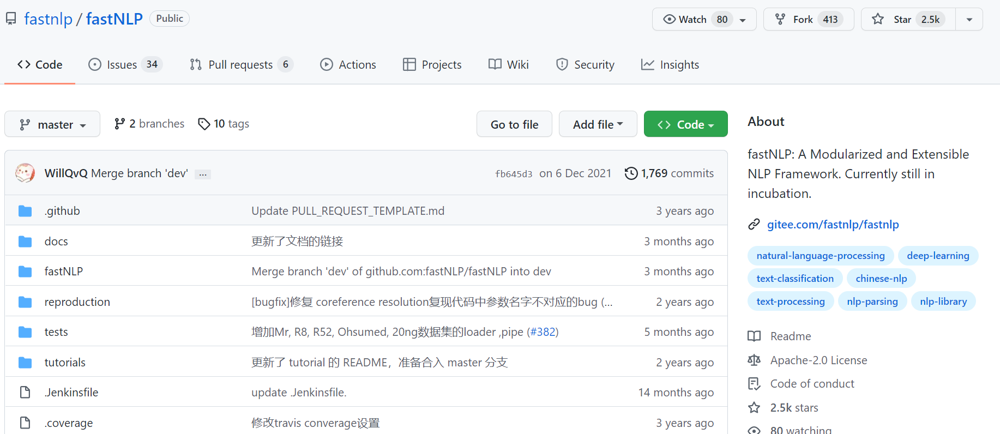 fastnlp / fastNLP Public Watch 80 Fork 413 Star 2.5k
Code Issues 34 Pull requests 6 Actions Projects Wiki Security Insights
master 2 branches 10 tags Go to file Add file Code
WillQvQ Merge branch 'dev' ... fb645d3 on 6 Dec 2021 1,769 commits
.github Update PULL_REQUEST_TEMPLATE.md 3 years ago
docs 更新了文档的链接 3 months ago
fastNLP Merge branch 'dev' of github.com:fastNLP/fastNLP into dev 3 months ago
reproduction [bugfix]修复 coreference resolution复现代码中参数名字不对应的bug (... 2 years ago
tests 增加Mr, R8, R52, Ohsumed, 20ng数据集的loader ,pipe (#382) 5 months ago
tutorials 更新了 tutorial 的 README，准备合入 master 分支 2 years ago
.Jenkinsfile update .Jenkinsfile. 14 months ago
.coverage 修改travis converage设置 3 years ago
About
fastNLP: A Modularized and Extensible
NLP Framework. Currently still in
incubation.
gitee.com/fastnlp/fastnlp
natural-language-processing deep-learning
text-classification chinese-nlp
text-processing nlp-parsing nlp-library
Readme
Apache-2.0 License
Code of conduct
2.5k stars
80 watching